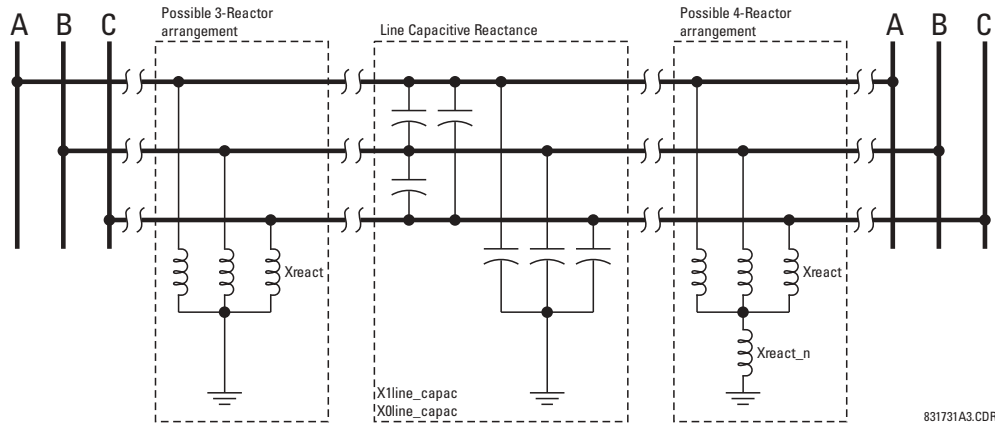 Possible 3-Reactor
arrangement
Line Capacitive Reactance
Possible 4-Reactor
arrangement
A B C
A B C
Xreact
Xreact
Xreact_n
X1line_capac
X0line_capac
831731A3.CDR